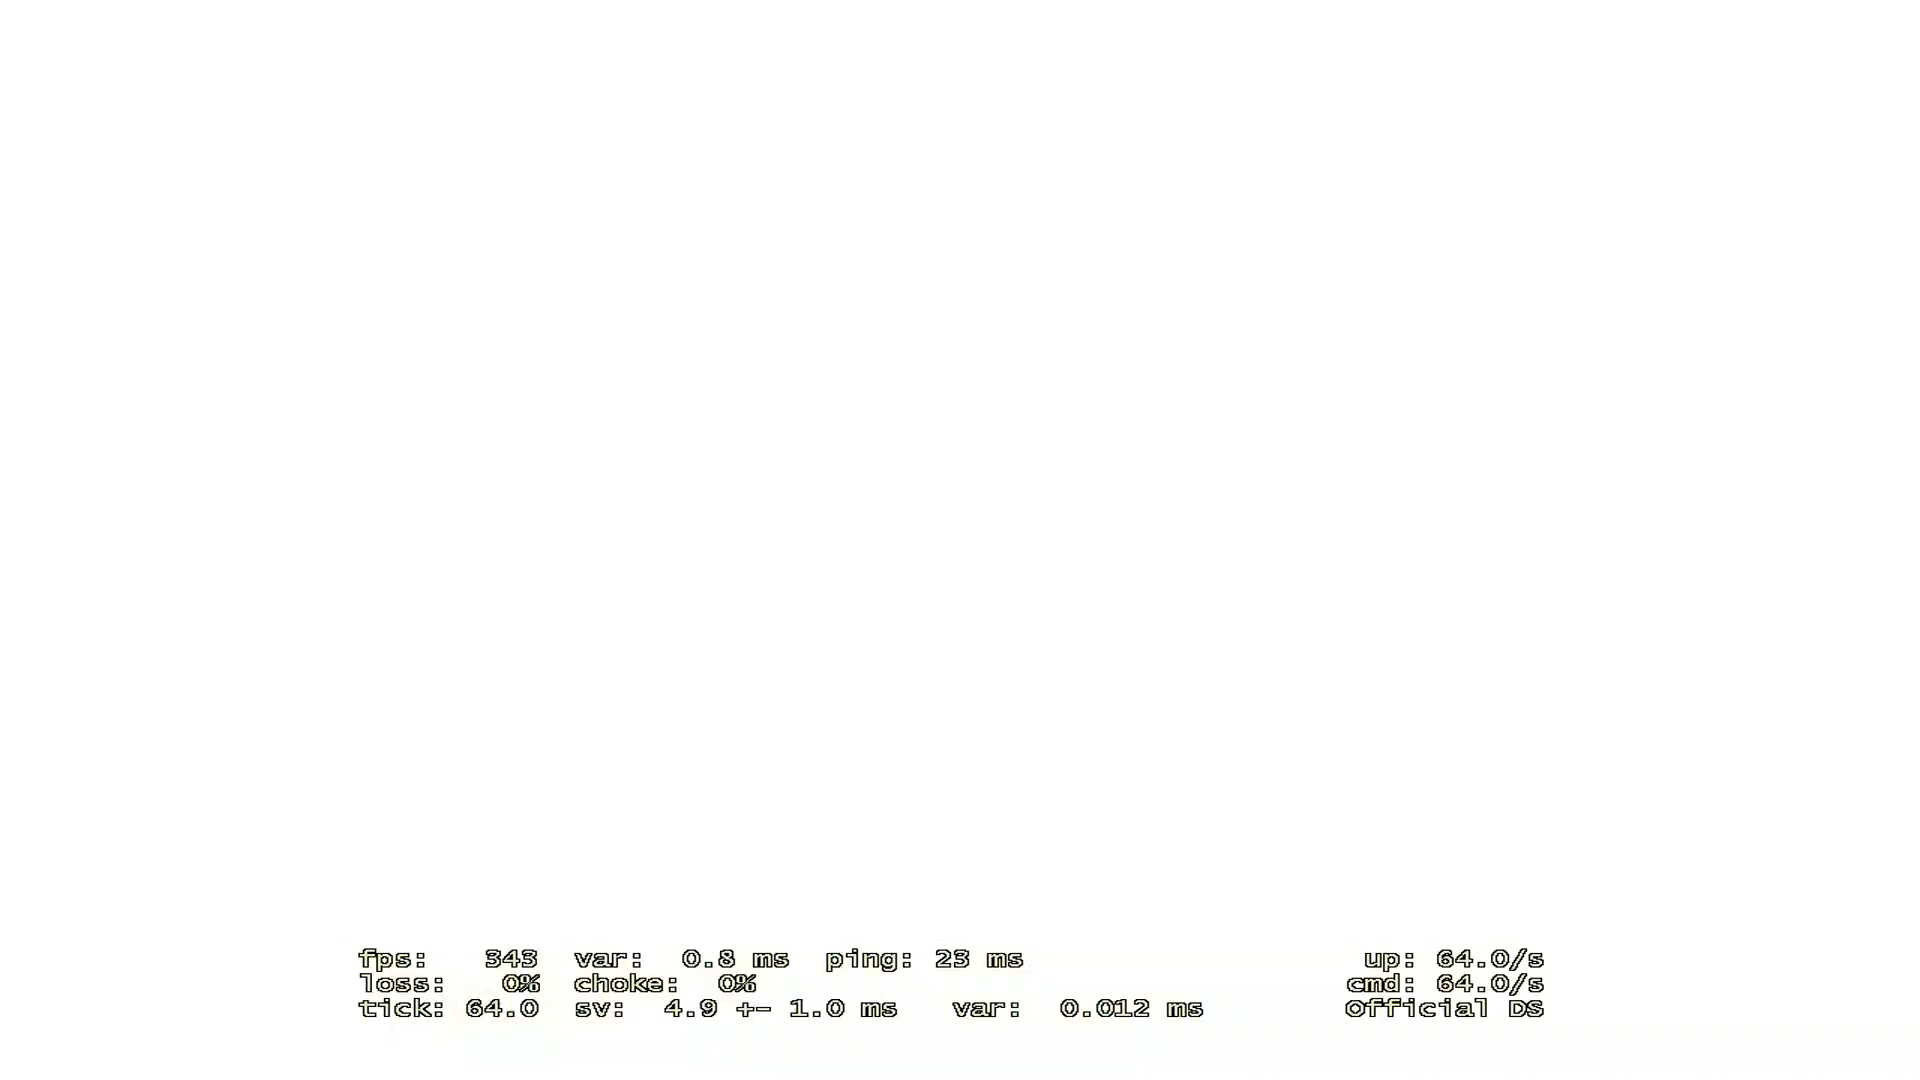 fps: 343 var: 0.8 ms ping: 23 ms up: 64.0/s
loss: 0% choke: 0% cmd: 64.0/s
tick: 64.0 sv: 4.9 +- 1.0 ms var: 0.012 ms Official DS